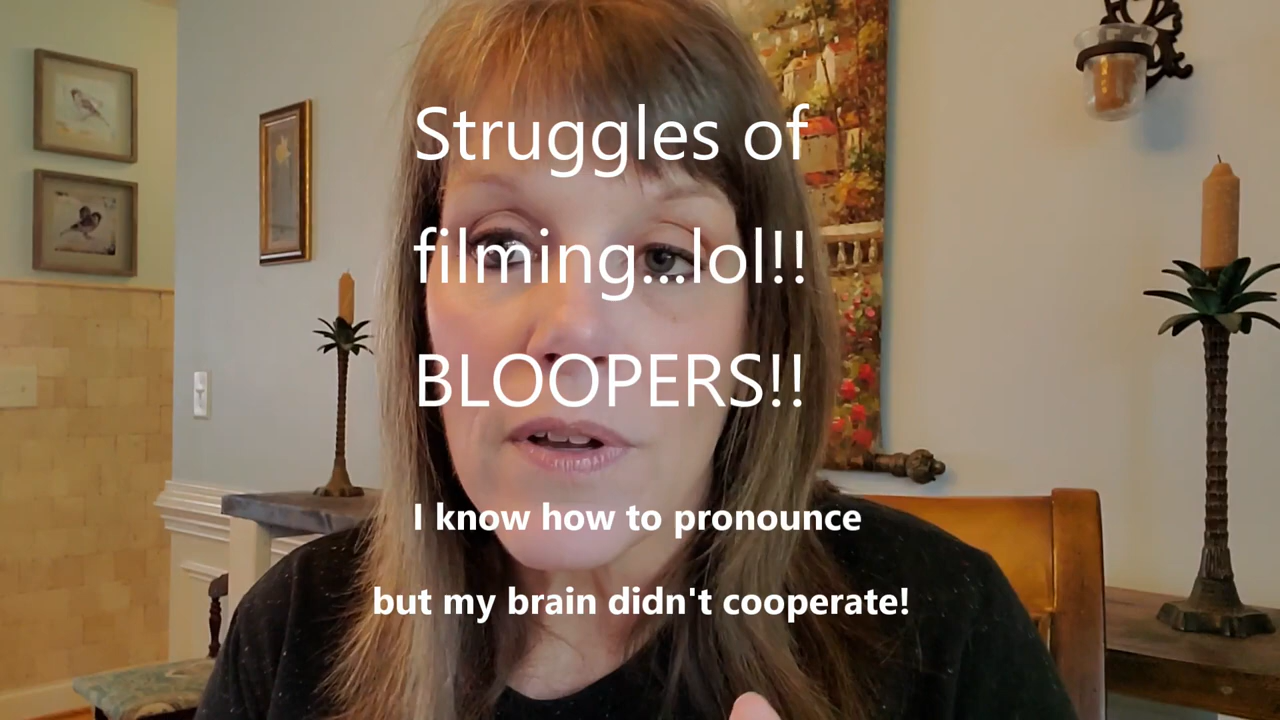 Struggles of
filming...lol!!
BLOOPERS!!
I know how to pronounce
but my brain didn't cooperate!